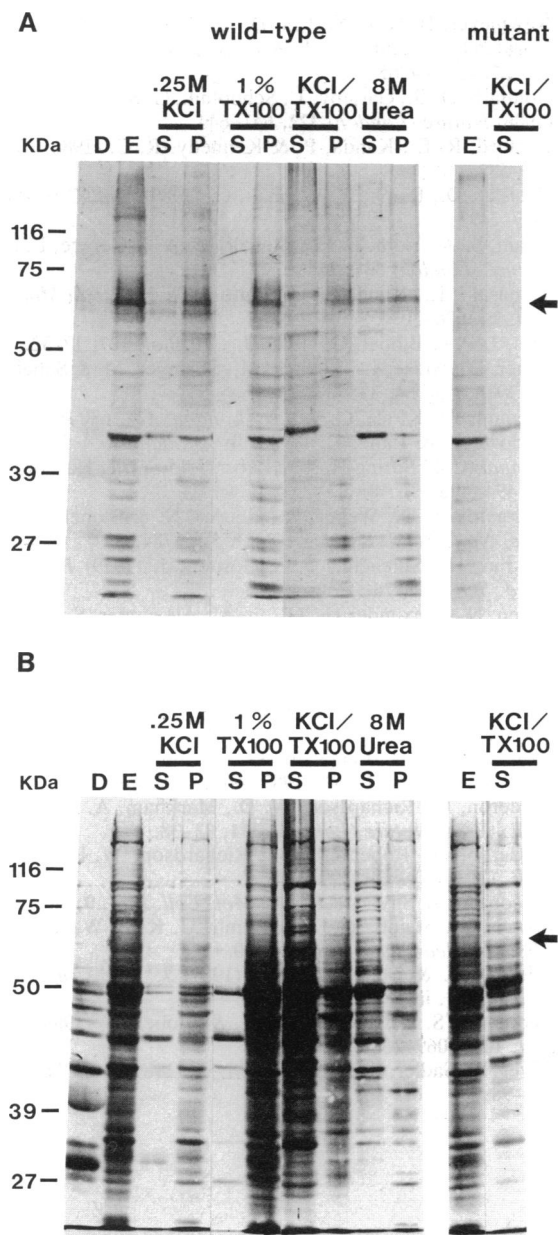 A
wild-type mutant
.25M 1% KCl/ 8M KCl/
KCl TX100 TX100 Urea TX100
KDa D E S P S P S P S P E S
116
75
50
39
27
B
.25M 1% KCl/ 8M KCl/
KCl TX100 TX100 Urea TX100
KDa D E S P S P S P S P E S
116
75
50
39
27